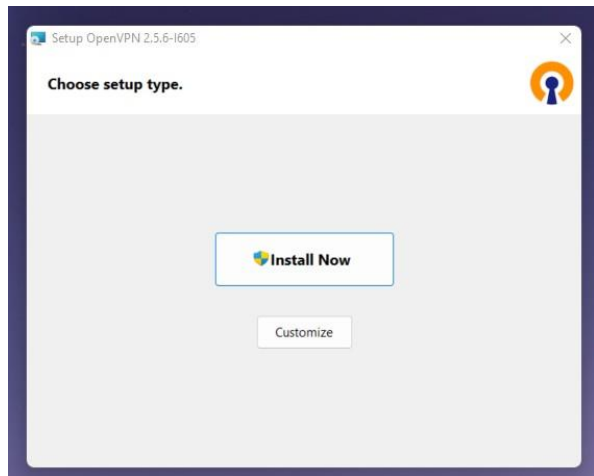 Setup OpenVPN 2.5.6-I605
Choose setup type.
Install Now
Customize